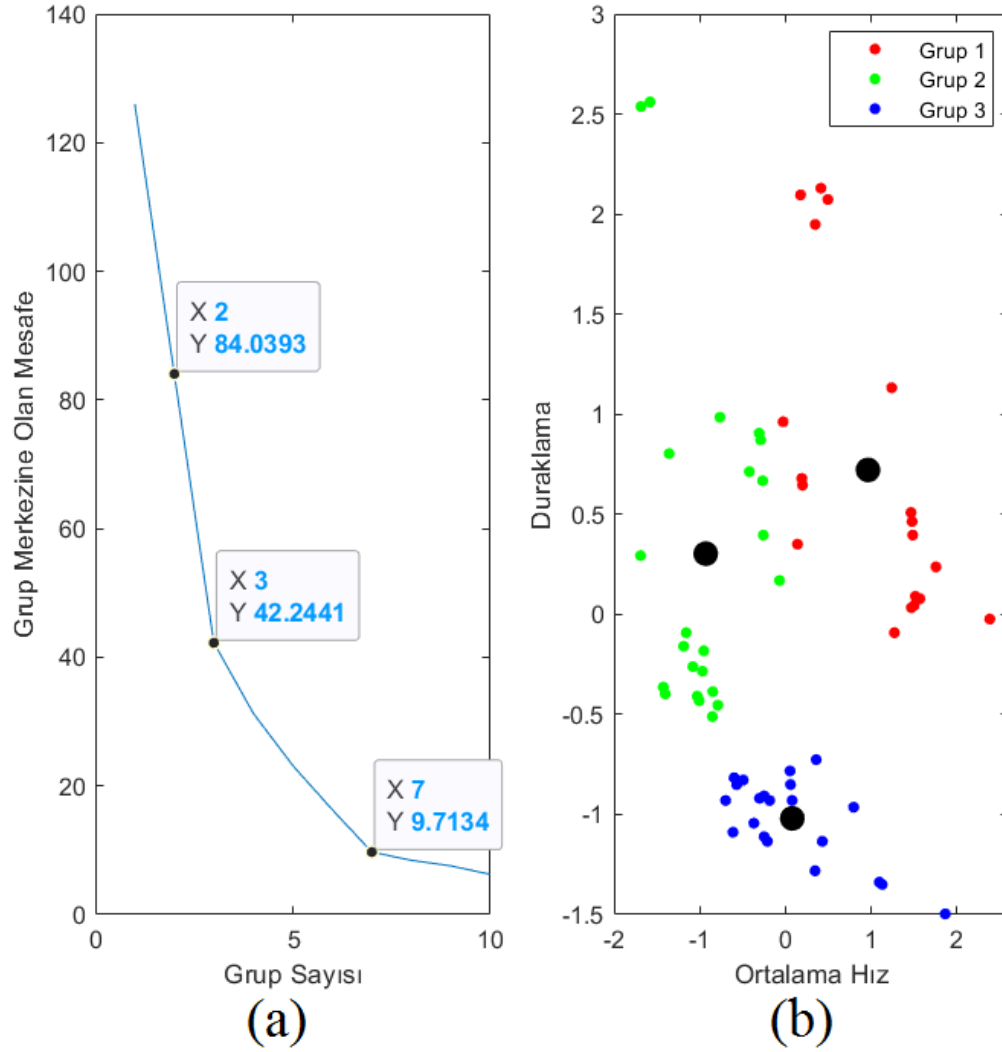 140
120
100
80
60
40
20
0
Grup Merkezine Olan Mesafe
X 2
Y 84.0393
X 3
Y 42.2441
X 7
Y 9.7134
0
5
10
Grup Sayısı
(a)
3
2.5
2
1.5
1
0.5
0
-0.5
-1
-1.5
Duraklama
Grup 1
Grup 2
Grup 3
-2
-1
0
1
2
Ortalama Hız
(b)